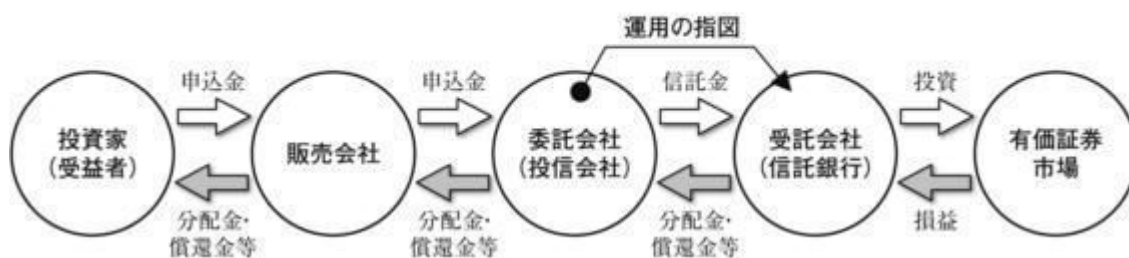 運用の指図
申込金
申込金
信託金
投資
投資家
(受益者)
販売会社
委託会社
(投信会社)
受託会社
(信託銀行)
有価証券
市場
分配金・
償還金等
分配金・
償還金等
分配金・
償還金等
損益